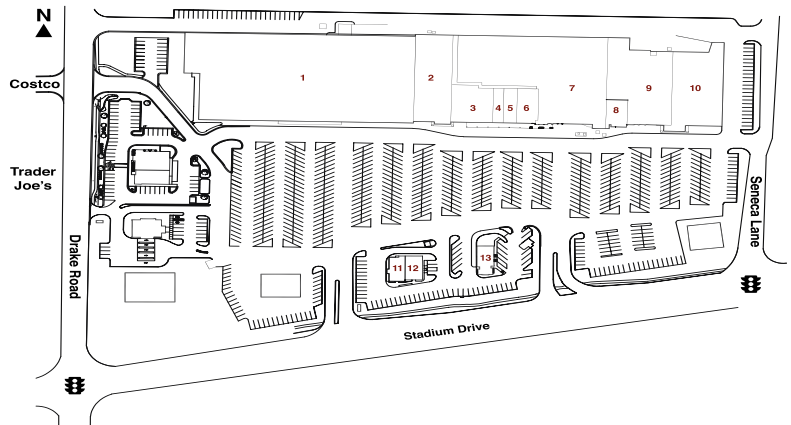 N
Costco
Trader
Joe's
1
2
3
4
5
6
7
8
9
10
11
12
13
Drake Road
Seneca Lane
Stadium Drive